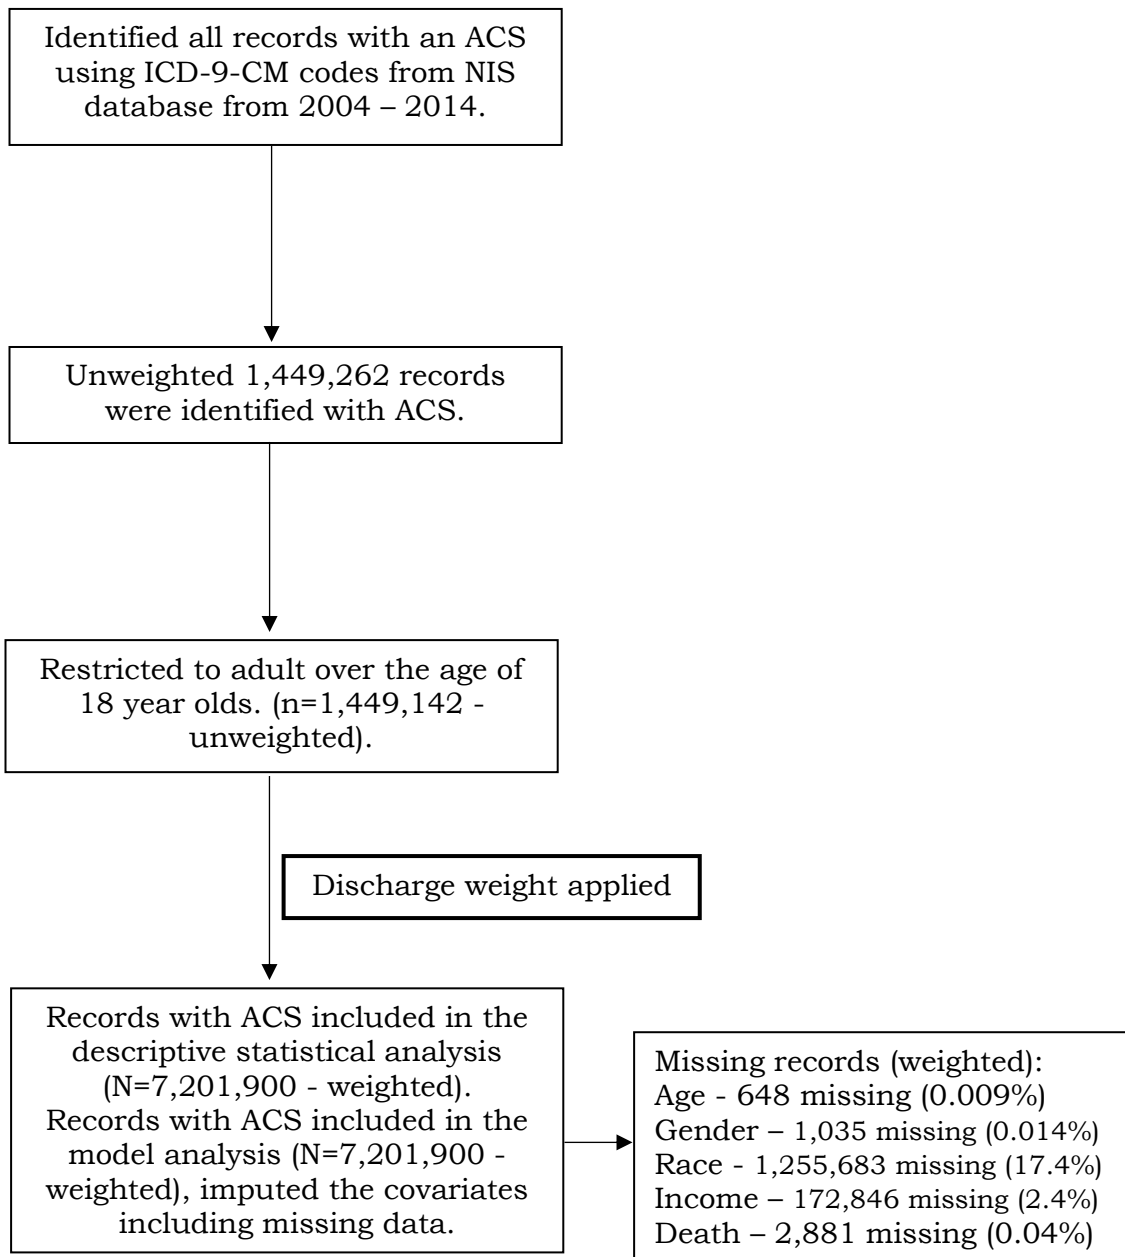 Identified all records with an ACS
using ICD-9-CM codes from NIS
database from 2004 – 2014.
Unweighted 1,449,262 records
were identified with ACS.
Restricted to adult over the age of
18 year olds. (n=1,449,142 -
unweighted).
Discharge weight applied
Records with ACS included in the
descriptive statistical analysis
(N=7,201,900 - weighted).
Records with ACS included in the
model analysis (N=7,201,900 -
weighted), imputed the covariates
including missing data.
Missing records (weighted):
Age - 648 missing (0.009%)
Gender – 1,035 missing (0.014%)
Race - 1,255,683 missing (17.4%)
Income – 172,846 missing (2.4%)
Death – 2,881 missing (0.04%)